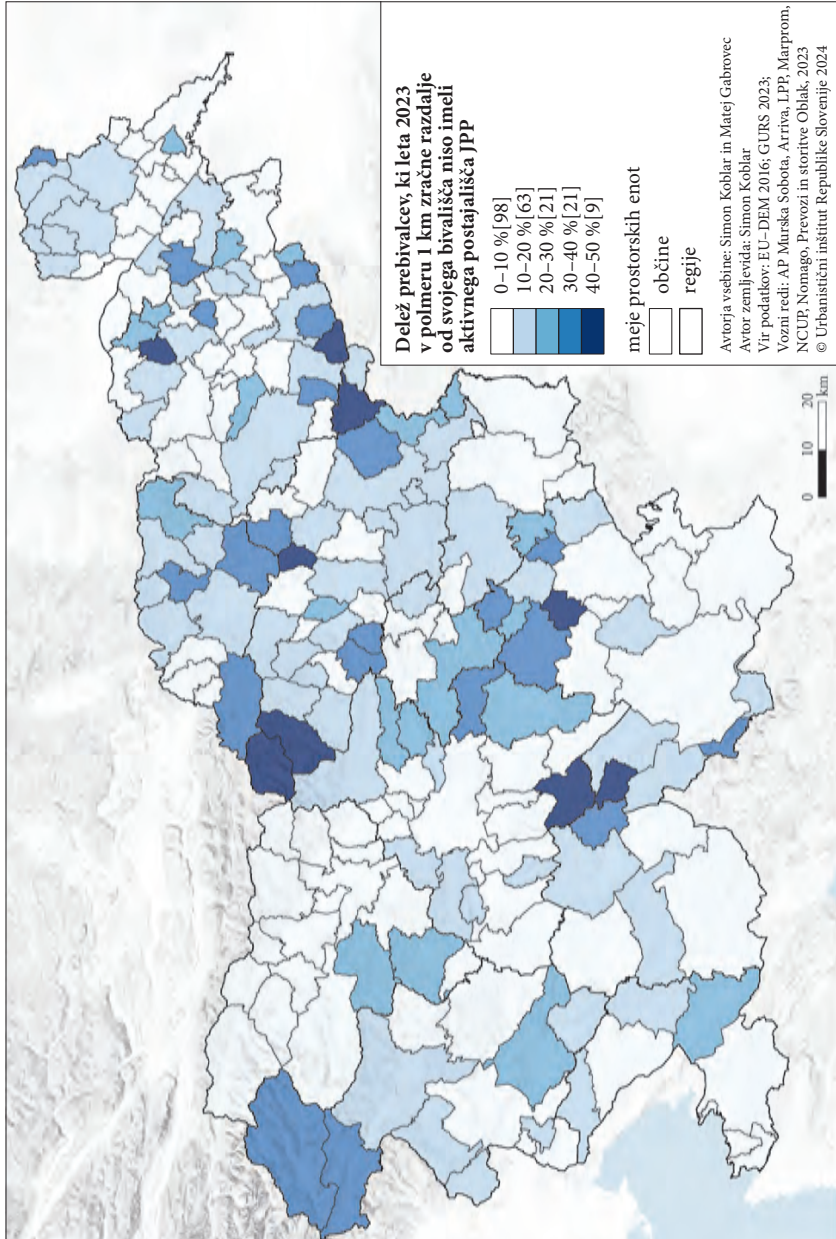 Delež prebivalcev, ki leta 2023
v polmeru 1 km zračne razdalje
od svojega bivališča niso imeli
aktivnega postajališča JPP
0–10 % [98]
10–20 % [63]
20–30 % [21]
30–40 % [21]
40–50 % [9]
meje prostorskih enot
občine
regije
Avtorja vsebine: Simon Koblar in Matej Gabrovec
Avtor zemljevida: Simon Koblar
Vir podatkov: EU–DEM 2016; GURS 2023;
Vozni redi: AP Murska Sobota, Arriva, LPP, Marprom,
NCUP, Nomago, Prevozi in storitve Oblak, 2023
© Urbanistični inštitut Republike Slovenije 2024
0 10 20
km